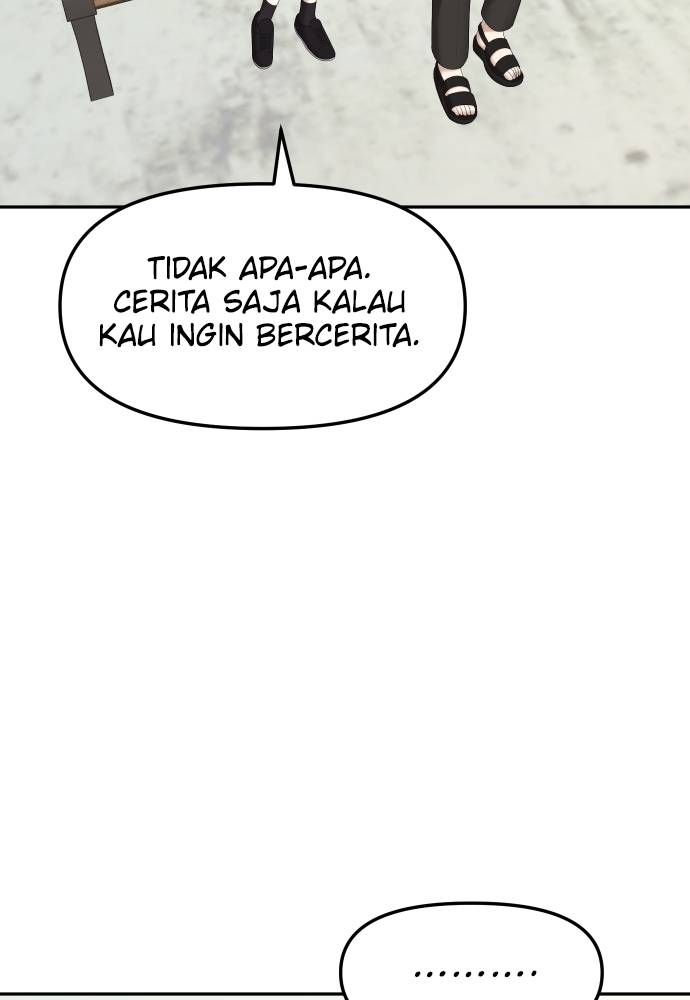 TIDAK APA-APA.
CERITA SAJA KALAU
KAU INGIN BERCERITA.
..........